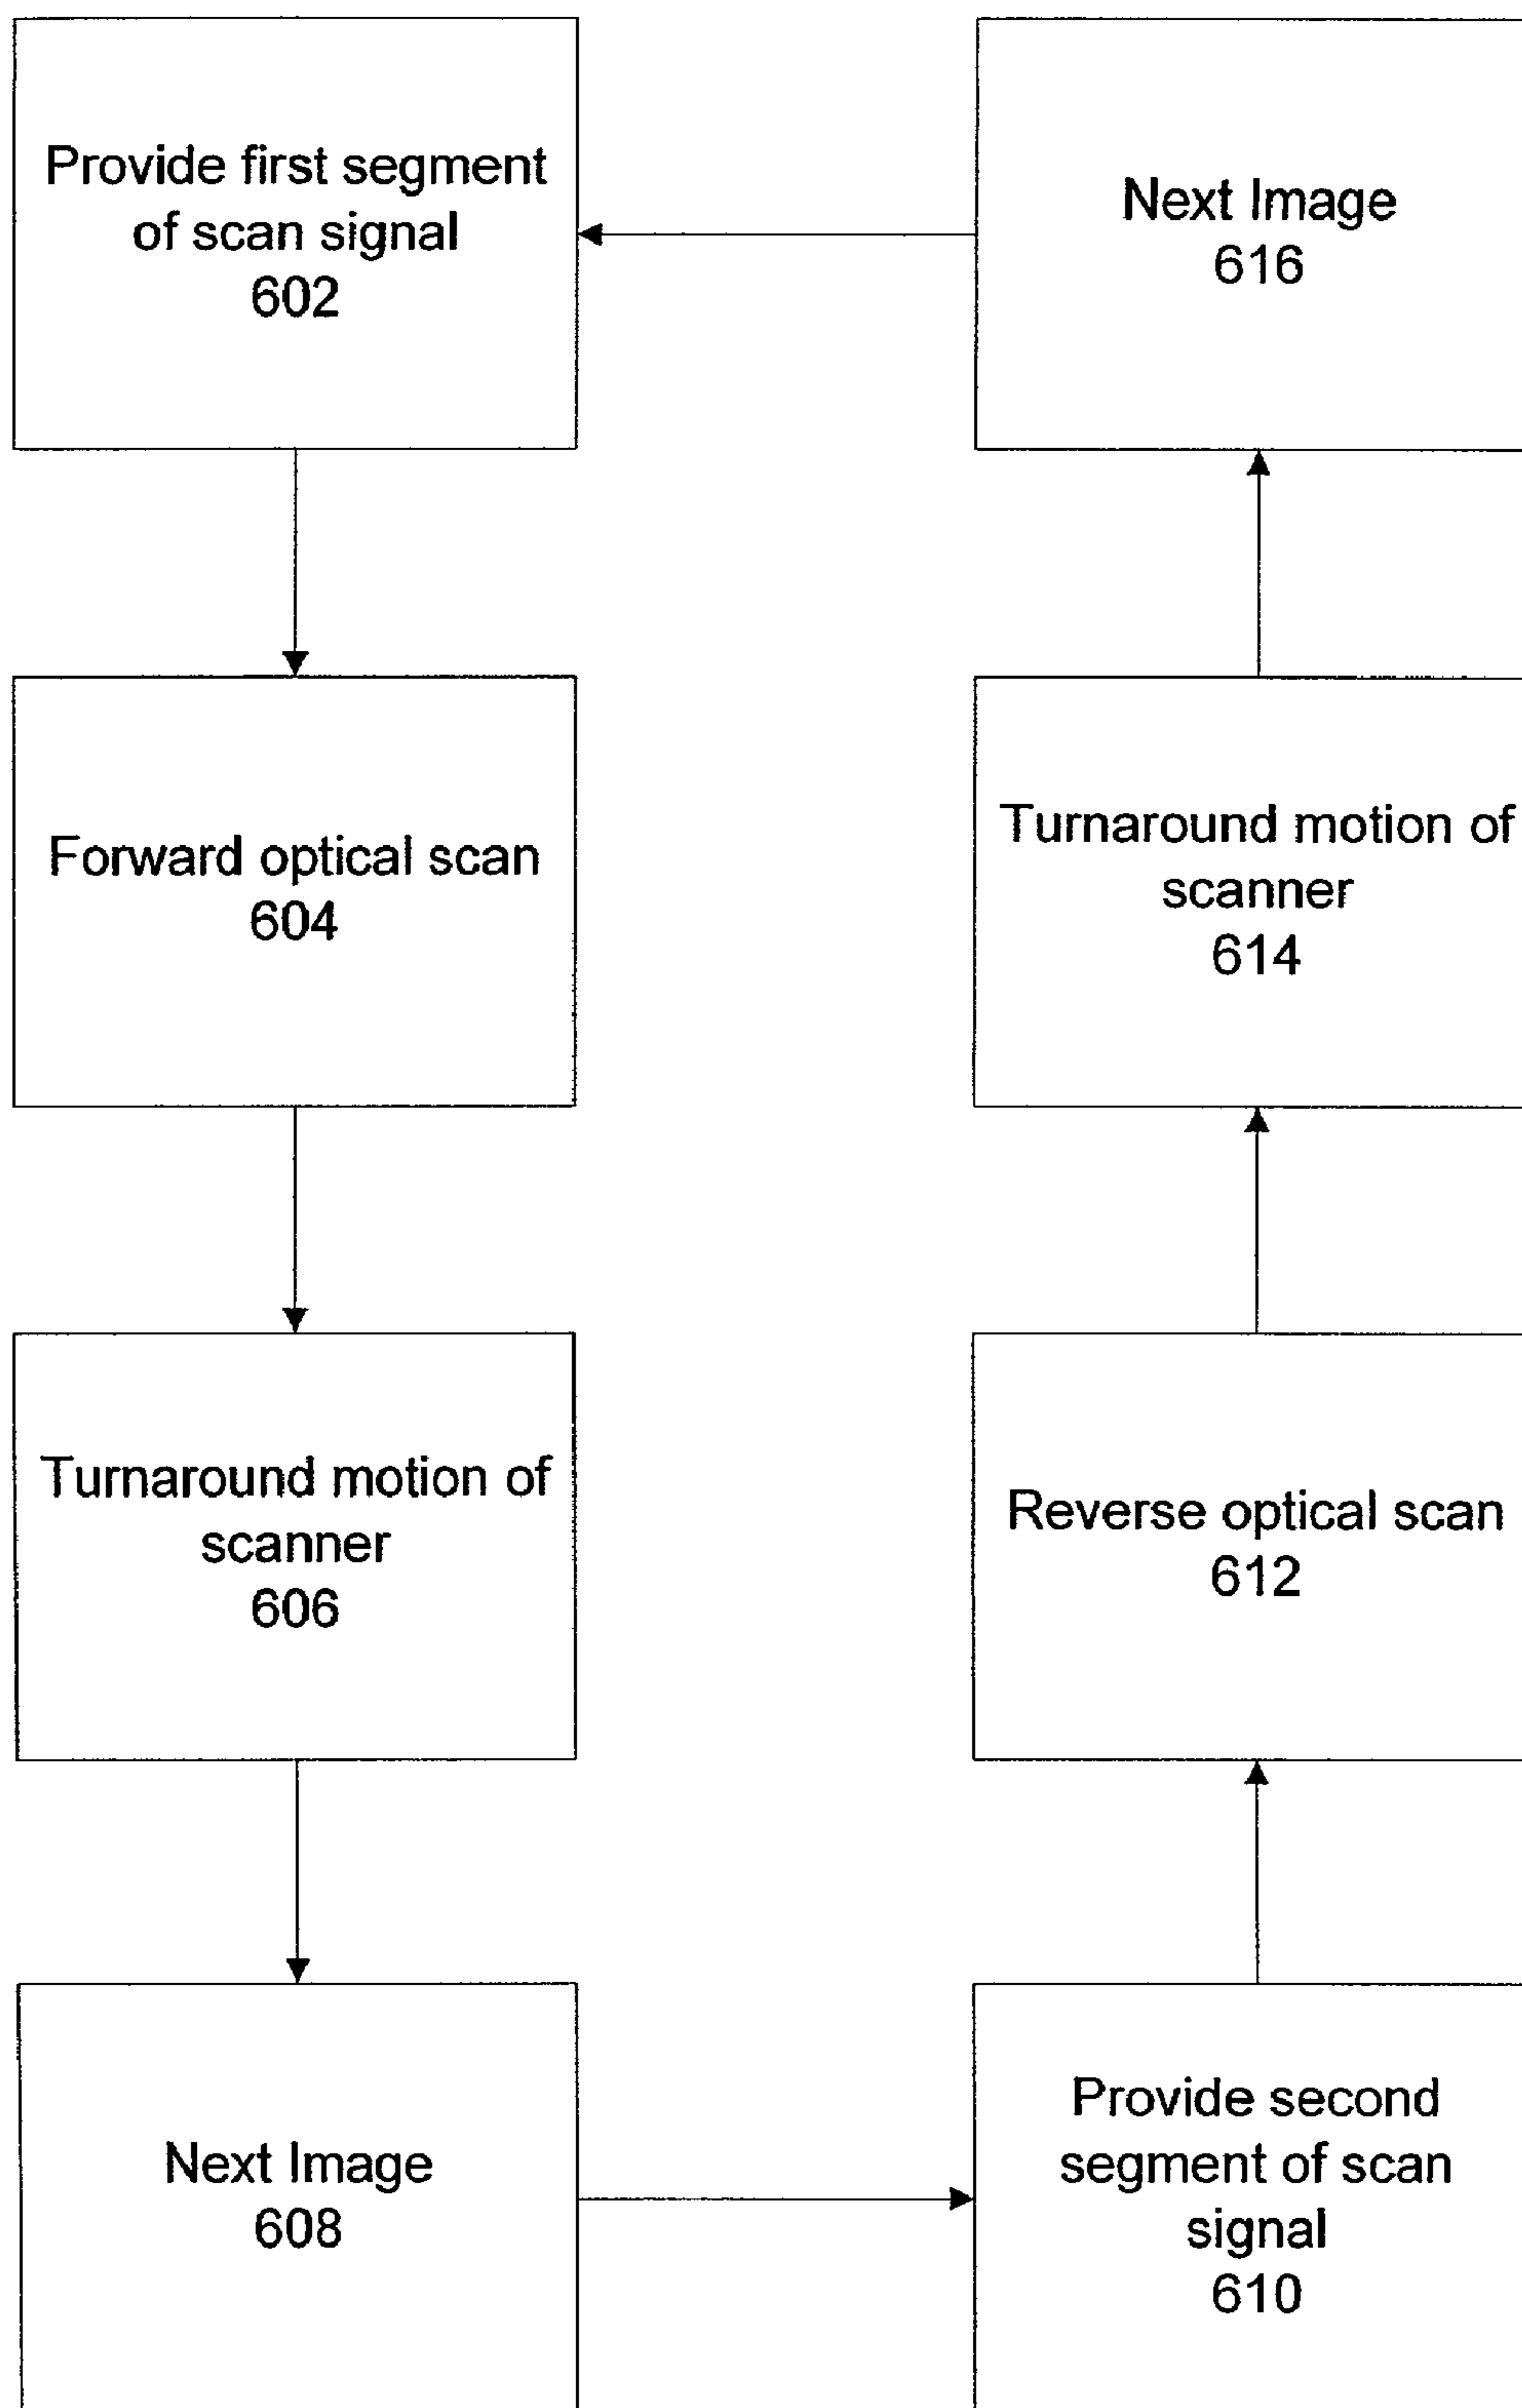 Provide first segment
of scan signal
602
Forward optical scan
604
Turnaround motion of
scanner
606
Next Image
608
Provide second
segment of scan
signal
610
Reverse optical scan
612
Turnaround motion of
scanner
614
Next Image
616